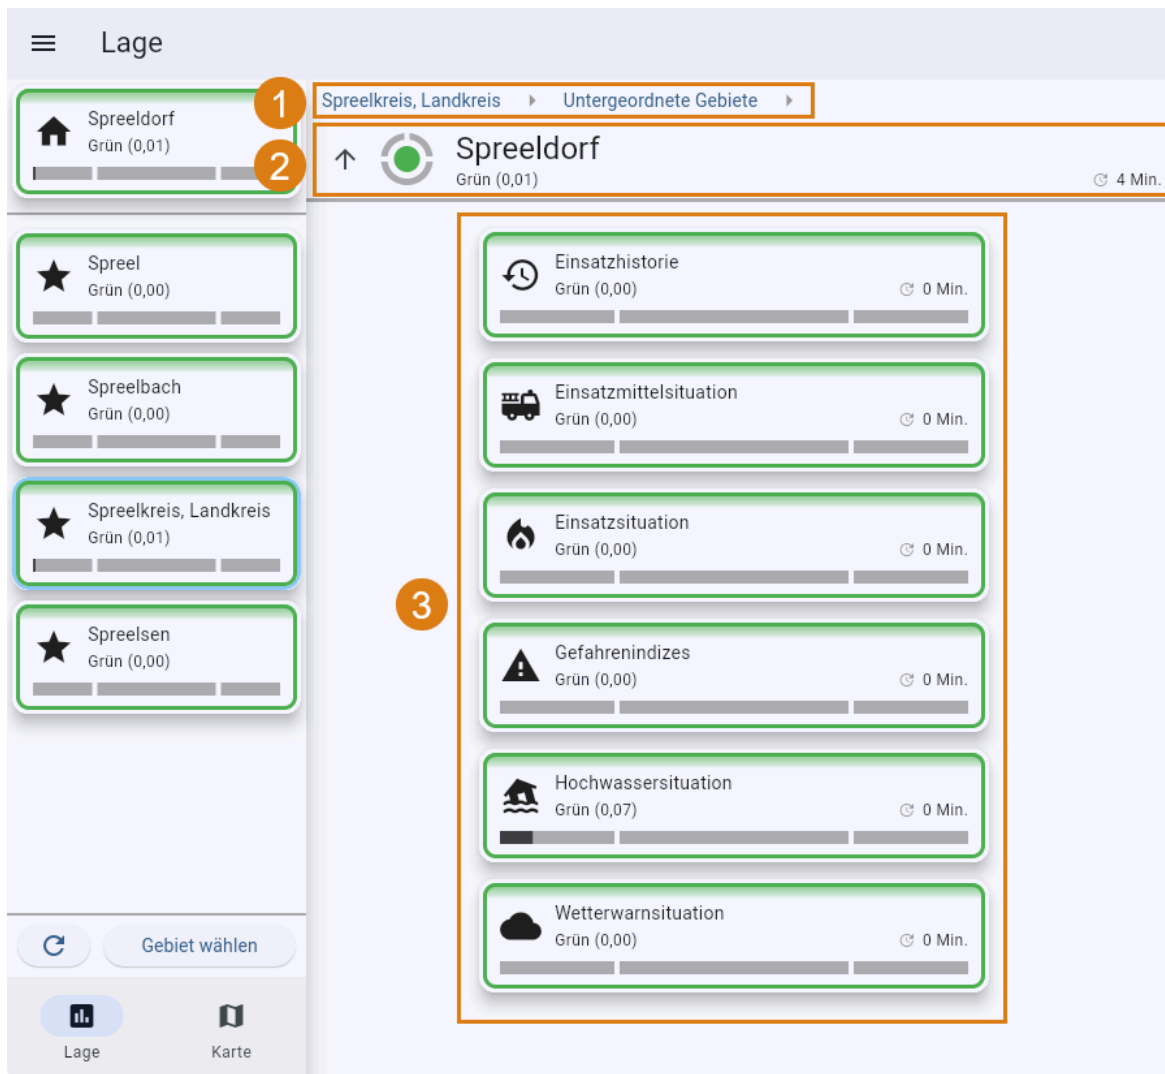 Lage
Spreeldorf
Grün (0,01)
Spreel
Grün (0,00)
Spreelbach
Grün (0,00)
Spreelkreis, Landkreis
Grün (0,01)
Spreelsen
Grün (0,00)
Gebiet wählen
Lage Karte
1
Spreelkreis, Landkreis Untergeordnete Gebiete
2
Spreeldorf
Grün (0,01) 4 Min.
3
Einsatzhistorie
Grün (0,00) 0 Min.
Einsatzmittelsituation
Grün (0,00) 0 Min.
Einsatzsituation
Grün (0,00) 0 Min.
Gefahrenindizes
Grün (0,00) 0 Min.
Hochwassersituation
Grün (0,07) 0 Min.
Wetterwarnsituation
Grün (0,00) 0 Min.